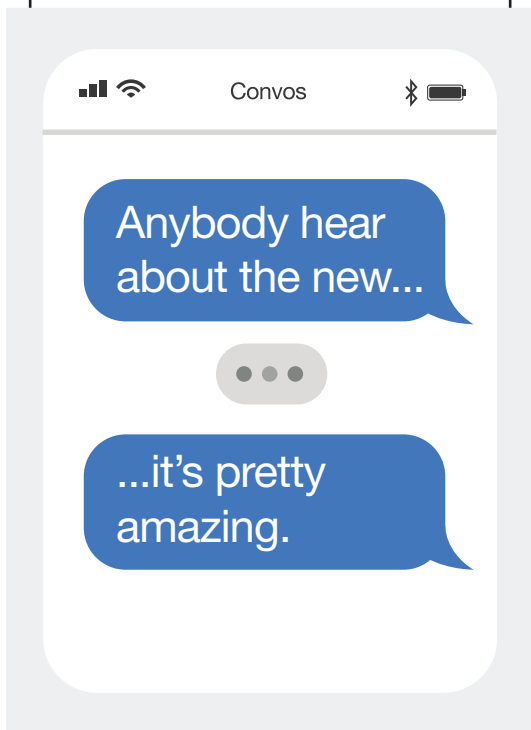 Convos
Anybody hear
about the new...
...it’s pretty
amazing.